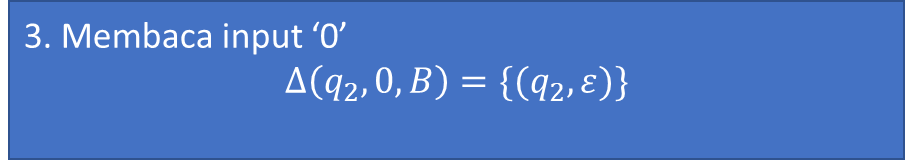 3. Membaca input ‘0’
Δ(q₂, 0, B) = {(q₂, ε)}